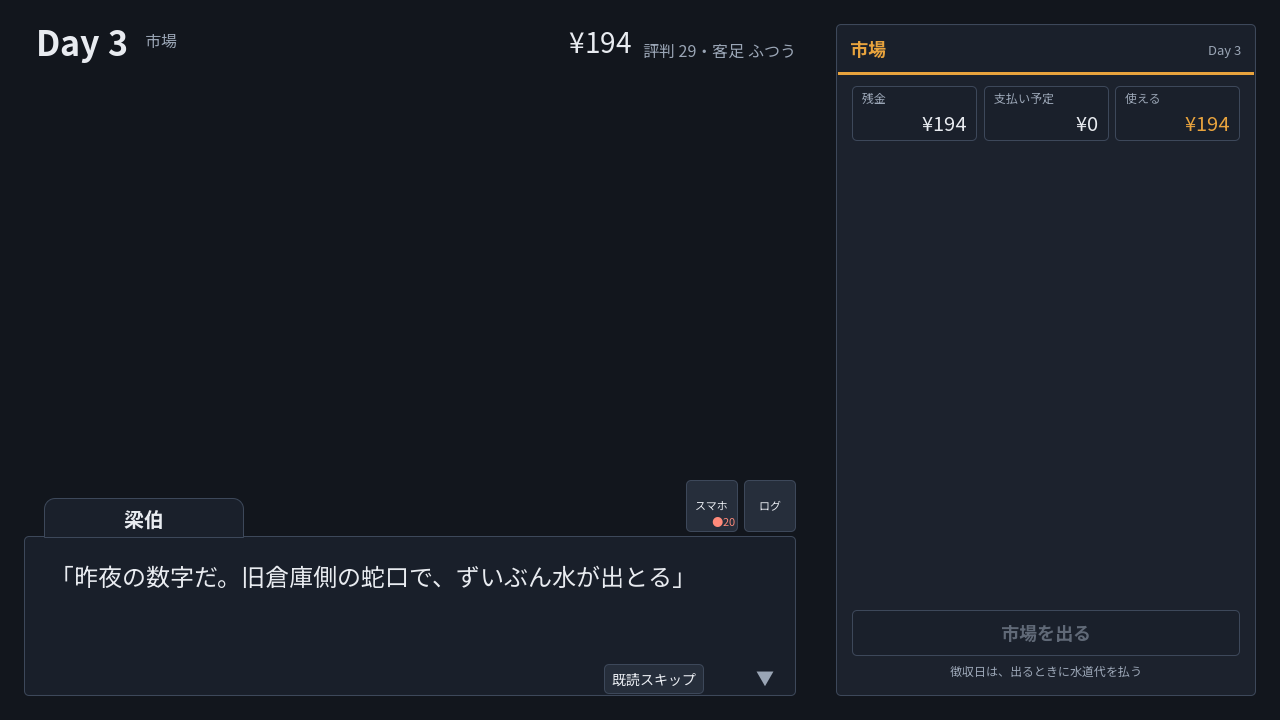 Day 3 市場
¥194 評判 29・客足 ふつう
市場 Day 3
残金 支払い予定 使える
¥194 ¥0 ¥194
スマホ ログ
20
梁伯
「昨夜の数字だ。旧倉庫側の蛇口で、ずいぶん水が出とる」
既読スキップ ▼
市場を出る
徴収日は、出るときに水道代を払う